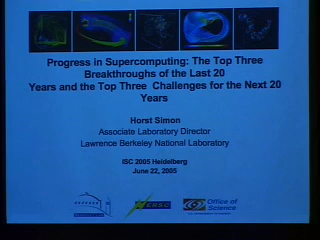 Progress in Supercomputing: The Top Three
Breakthroughs of the Last 20
Years and the Top Three Challenges for the Next 20
Years
Horst Simon
Associate Laboratory Director
Lawrence Berkeley National Laboratory
ISC 2005 Heidelberg
June 22, 2005
NERSC
Office of
Science